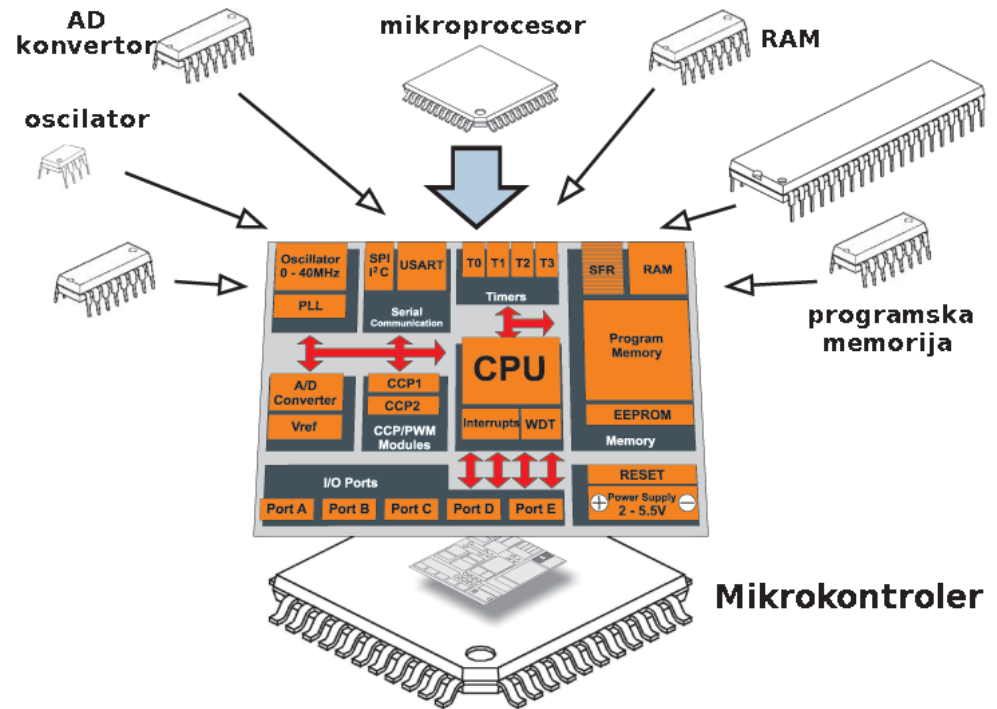 AD
konvertor
mikroprocesor
RAM
oscilator
programska
memorija
Oscillator
0 - 40MHz
PLL
SPI
I²C
USART
Serial
Communication
T0
T1
T2
T3
Timers
SFR
RAM
Program
Memory
EEPROM
Memory
A/D
Converter
Vref
CCP1
CCP2
CCP/PWM
Modules
CPU
Interrupts
WDT
I/O Ports
Port A
Port B
Port C
Port D
Port E
RESET
Power Supply
2 - 5.5V
Mikrokontroler